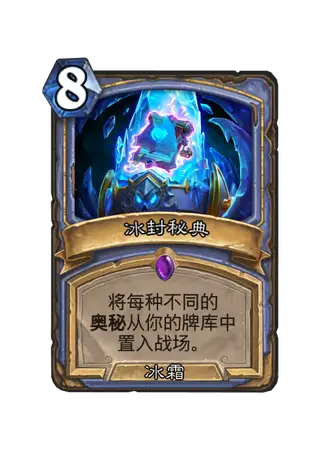 8
冰封秘典
将每种不同的
奥秘从你的牌库中
置入战场。
冰霜